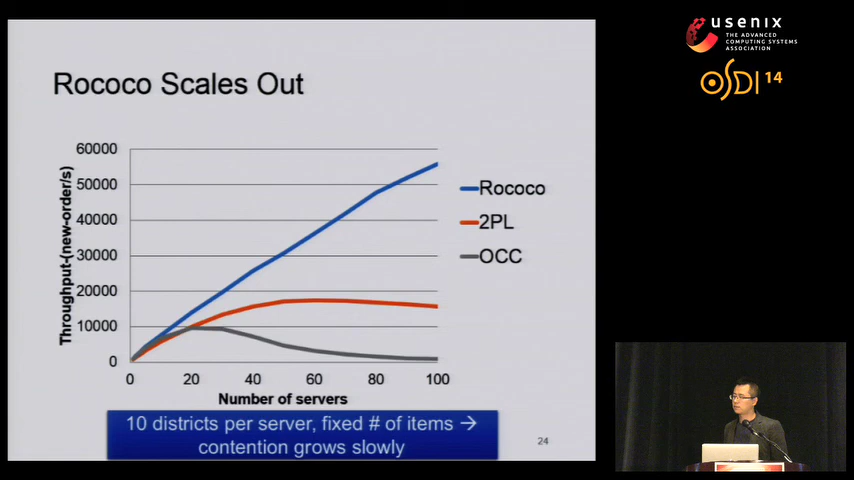 usenix
THE ADVANCED
COMPUTING SYSTEMS
ASSOCIATION
OSDI 14
Rococo Scales Out
Throughput-(new-order/s)
60000
50000
40000
30000
20000
10000
0
0 20 40 60 80 100
Number of servers
Rococo
2PL
OCC
10 districts per server, fixed # of items →
contention grows slowly
24